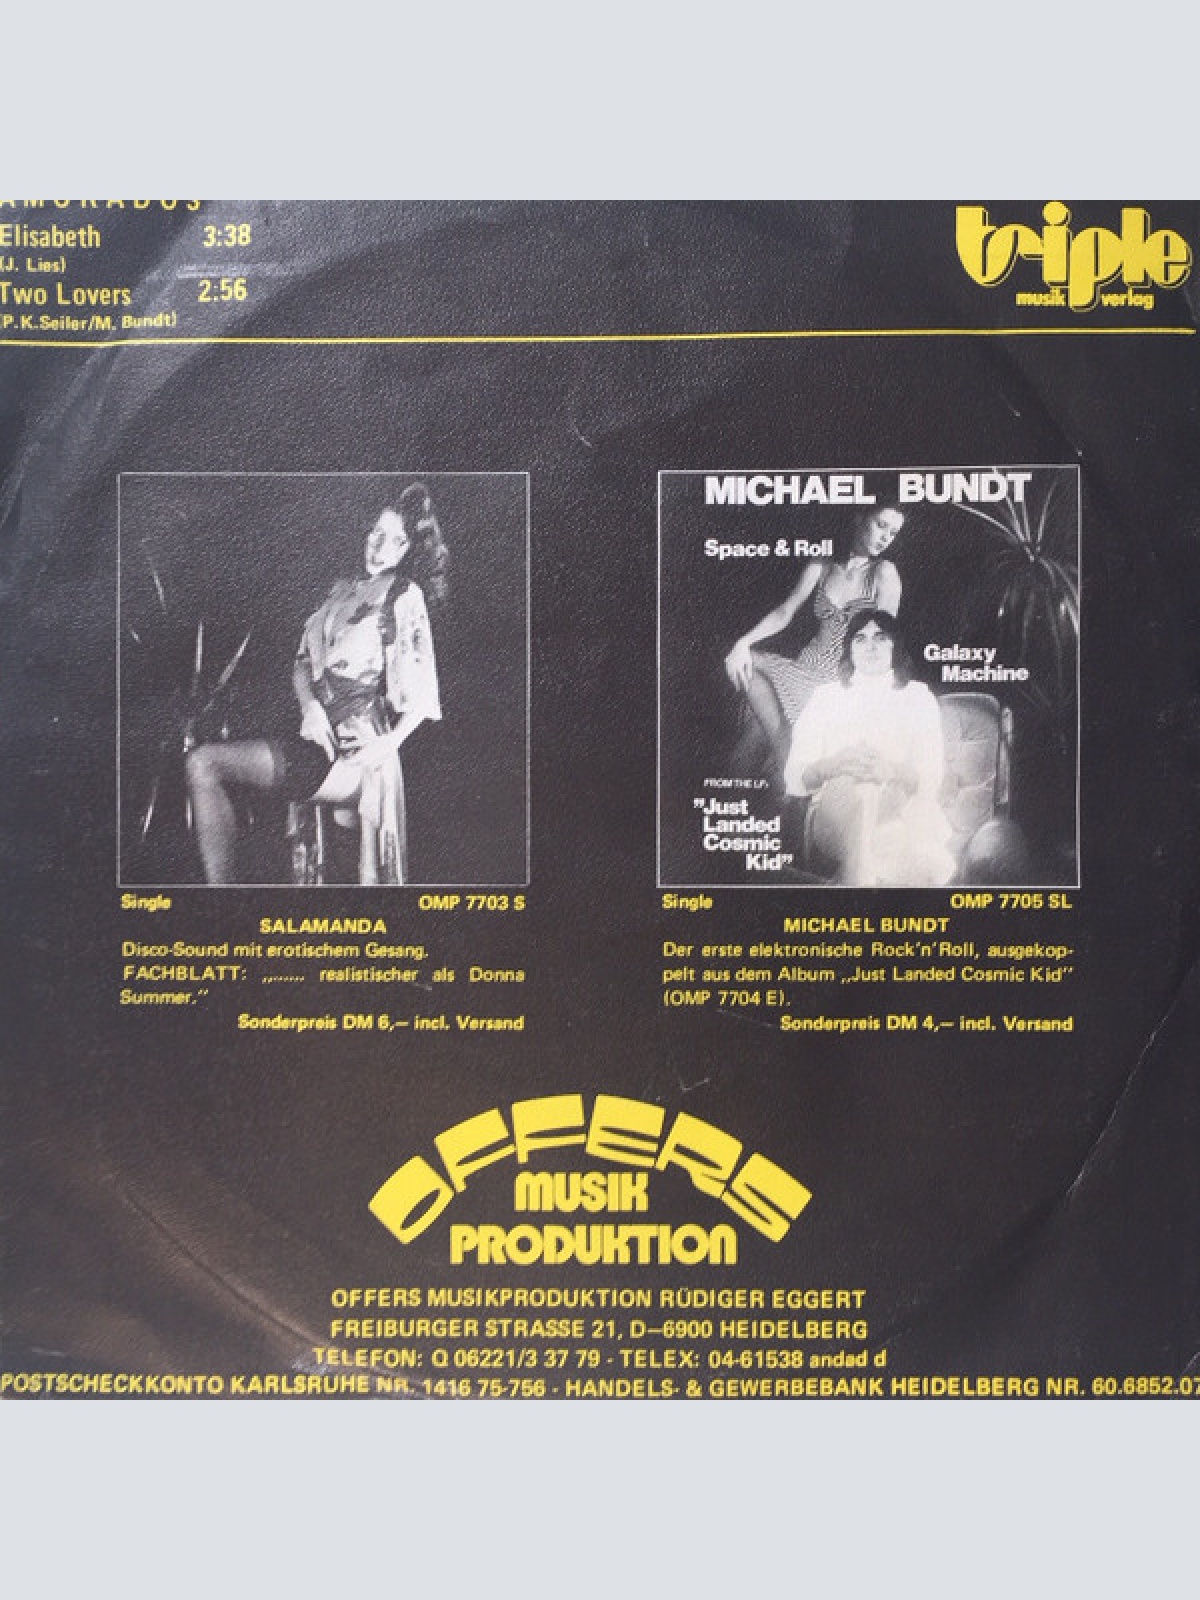 AMORADOS
Elisabeth 3:38
(J. Lies)
Two Lovers 2:56
(P.K.Seiler/M. Bundt)
triple
musik verlag
MICHAEL BUNDT
Space & Roll
Galaxy
Machine
FROM THE LP:
"Just
Landed
Cosmic
Kid"
Single OMP 7703 S
SALAMANDA
Disco-Sound mit erotischem Gesang.
FACHBLATT: „....... realistischer als Donna
Summer."
Sonderpreis DM 6,— incl. Versand
Single OMP 7705 SL
MICHAEL BUNDT
Der erste elektronische Rock'n'Roll, ausgekop-
pelt aus dem Album „Just Landed Cosmic Kid"
(OMP 7704 E).
Sonderpreis DM 4,— incl. Versand
OFFERS
MUSIK
PRODUKTION
OFFERS MUSIKPRODUKTION RÜDIGER EGGERT
FREIBURGER STRASSE 21, D—6900 HEIDELBERG
TELEFON: Q 06221/3 37 79 · TELEX: 04-61538 andad d
POSTSCHECKKONTO KARLSRUHE NR. 1416 75-756 · HANDELS- & GEWERBEBANK HEIDELBERG NR. 60.6852.07